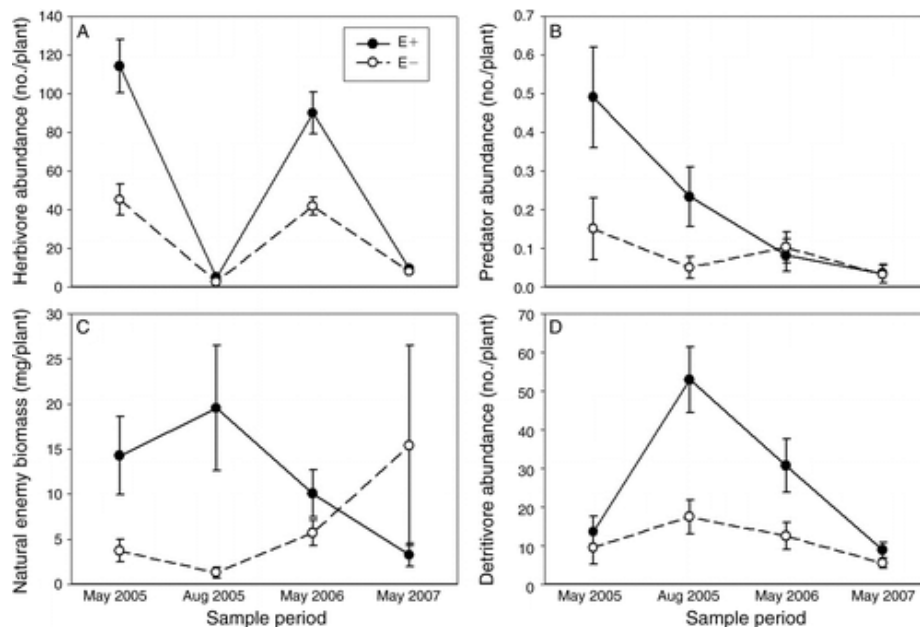 A
E+
E−
Herbivore abundance (no./plant)
140
120
100
80
60
40
20
0
B
Predator abundance (no./plant)
0.7
0.6
0.5
0.4
0.3
0.2
0.1
0.0
C
Natural enemy biomass (mg/plant)
30
25
20
15
10
5
0
May 2005 Aug 2005 May 2006 May 2007
Sample period
D
Detritivore abundance (no./plant)
70
60
50
40
30
20
10
0
May 2005 Aug 2005 May 2006 May 2007
Sample period